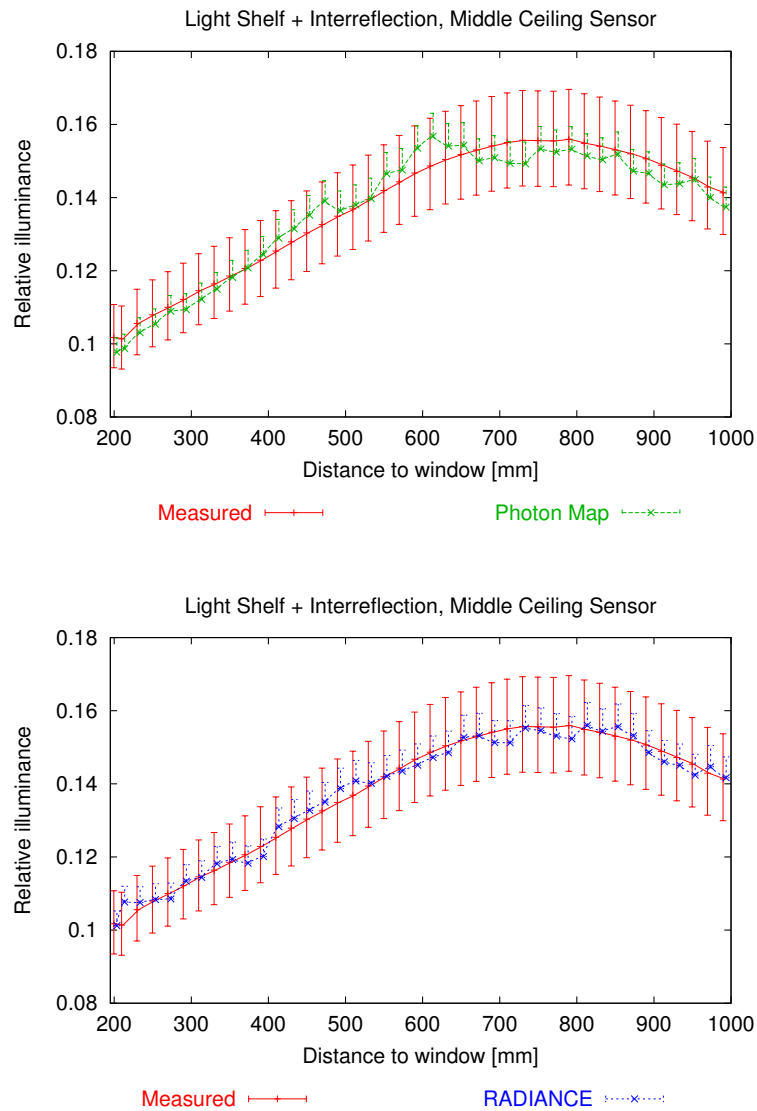 Light Shelf + Interreflection, Middle Ceiling Sensor
0.18
0.16
0.14
0.12
0.1
0.08
Relative illuminance
200 300 400 500 600 700 800 900 1000
Distance to window [mm]
Measured
Photon Map
Light Shelf + Interreflection, Middle Ceiling Sensor
0.18
0.16
0.14
0.12
0.1
0.08
Relative illuminance
200 300 400 500 600 700 800 900 1000
Distance to window [mm]
Measured
RADIANCE